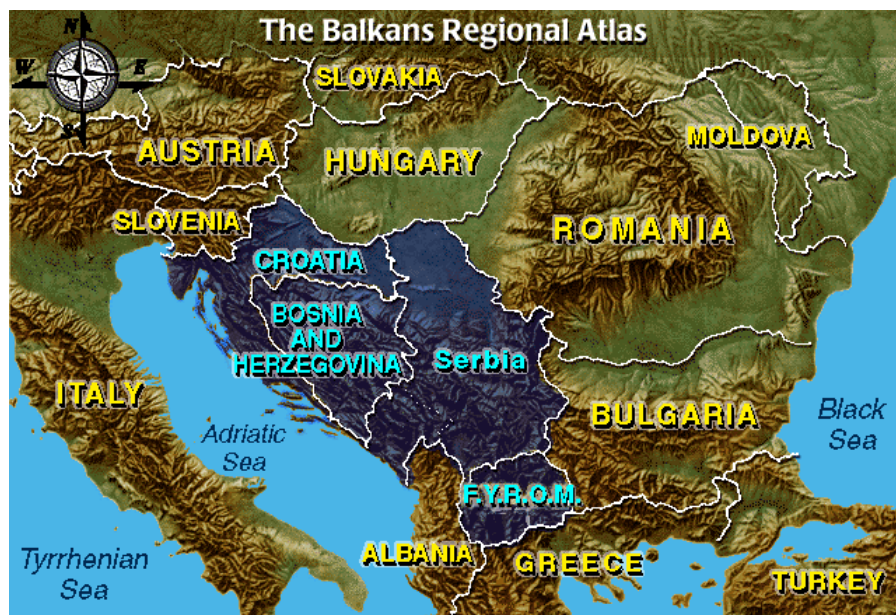 The Balkans Regional Atlas
N
W
E
S
SLOVAKIA
MOLDOVA
AUSTRIA
HUNGARY
SLOVENIA
ROMANIA
CROATIA
BOSNIA
AND
HERZEGOVINA
Serbia
ITALY
BULGARIA
Black
Sea
Adriatic
Sea
F.Y.R.O.M.
Tyrrhenian
Sea
ALBANIA
GREECE
TURKEY